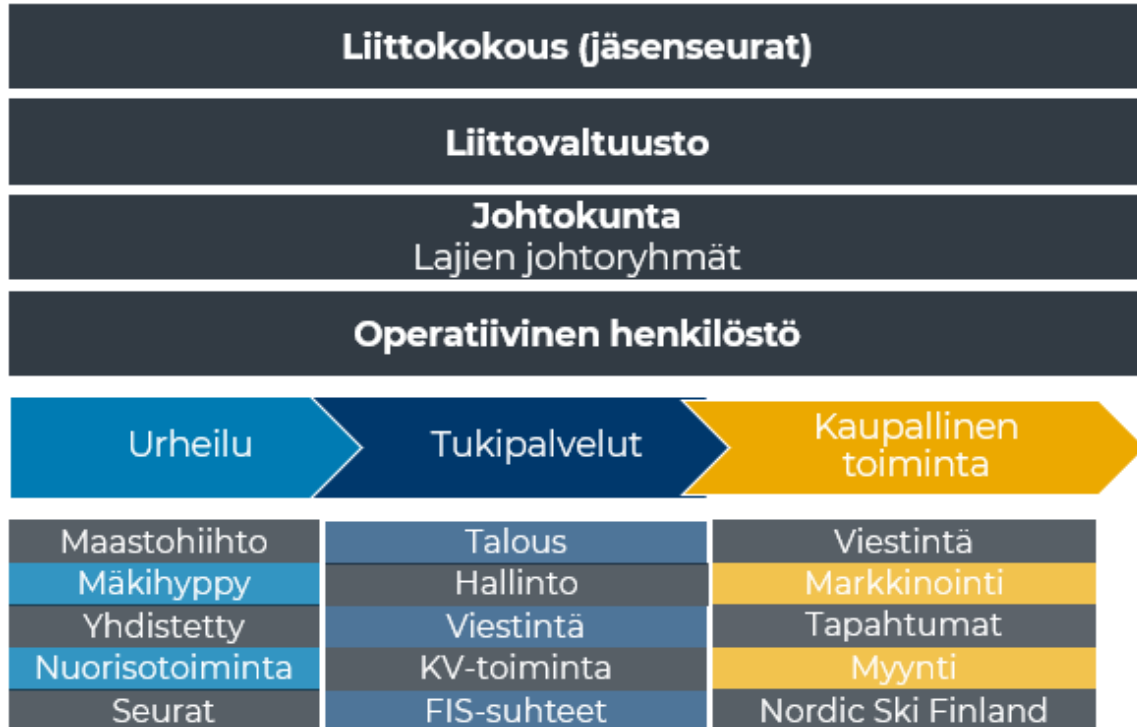 Liittokokous (jäsenseurat)
Liittovaltuusto
Johtokunta
Lajien johtoryhmät
Operatiivinen henkilöstö
Urheilu
Tukipalvelut
Kaupallinen
toiminta
Maastohiihto
Mäkihyppy
Yhdistetty
Nuorisotoiminta
Seurat
Talous
Hallinto
Viestintä
KV-toiminta
FIS-suhteet
Viestintä
Markkinointi
Tapahtumat
Myynti
Nordic Ski Finland